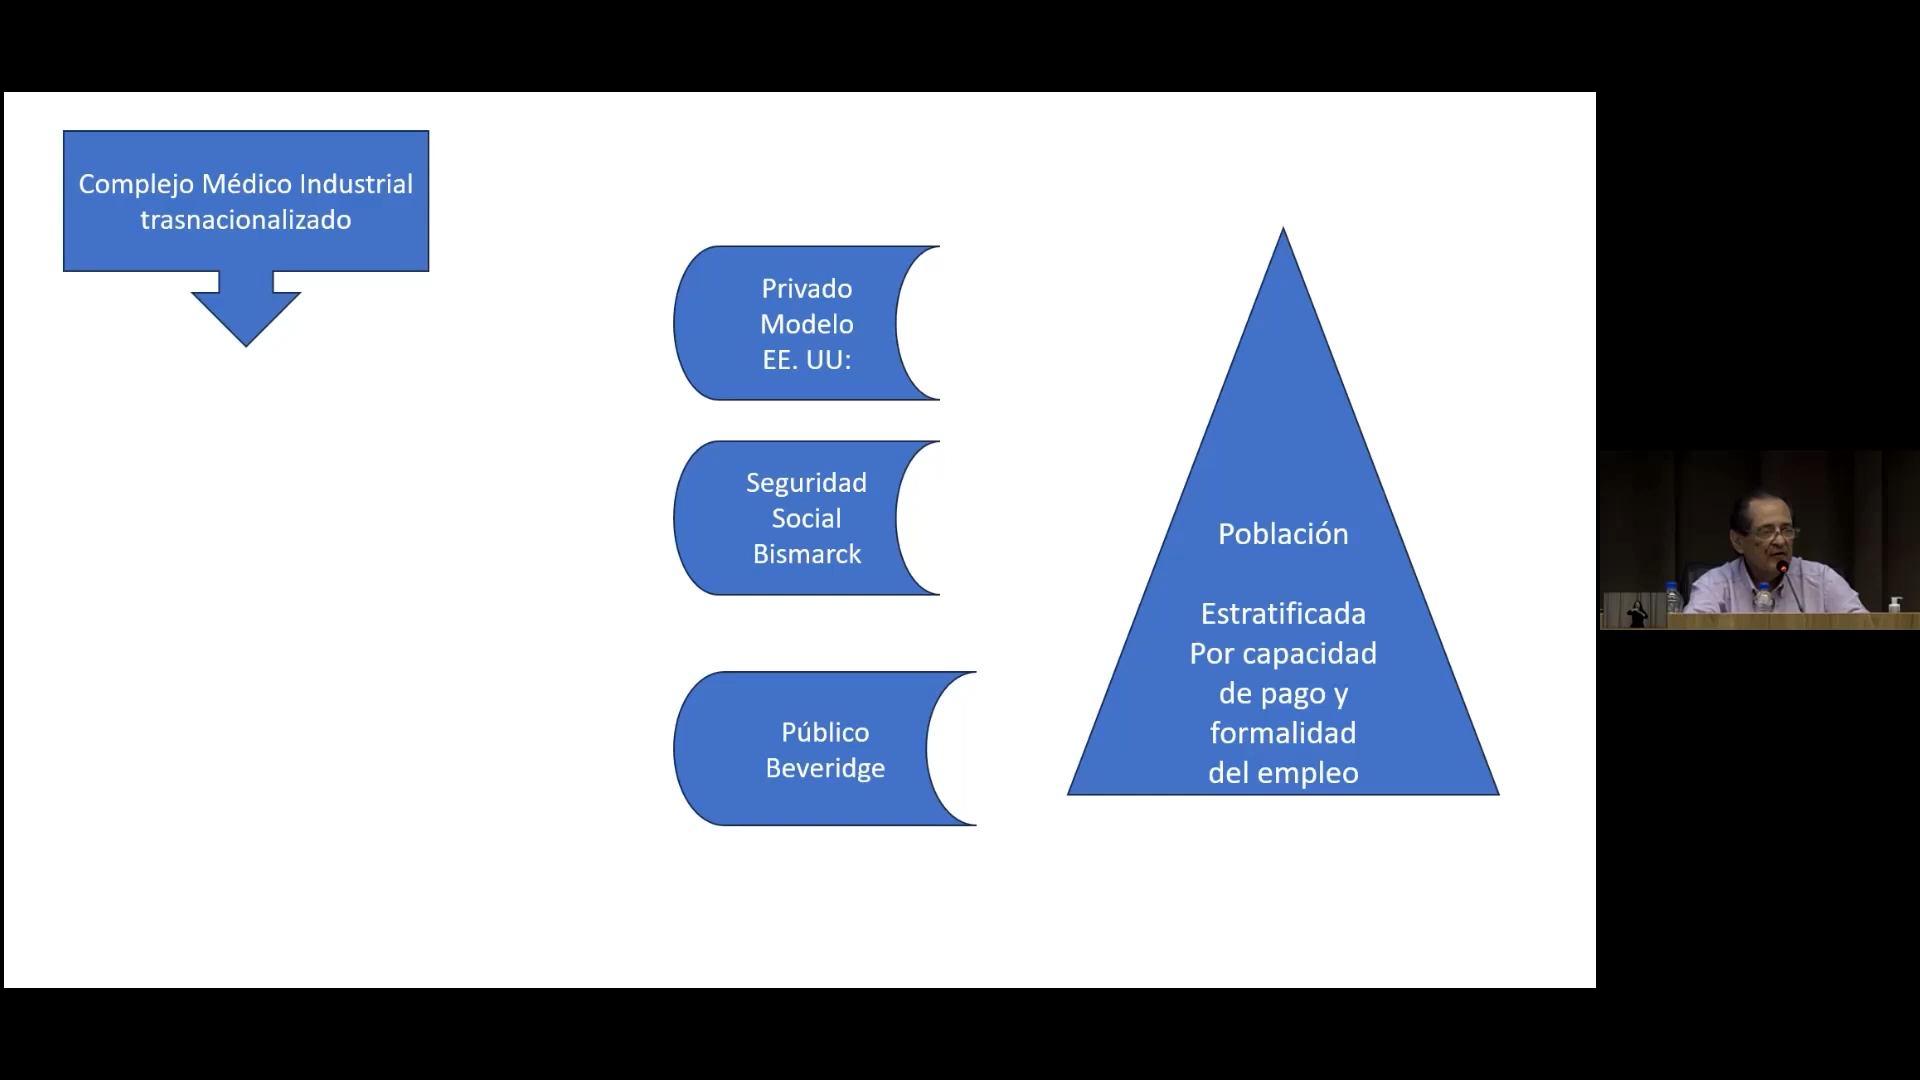 Complejo Médico Industrial
trasnacionalizado
Privado
Modelo
EE. UU:
Seguridad
Social
Bismarck
Público
Beveridge
Población
Estratificada
Por capacidad
de pago y
formalidad
del empleo